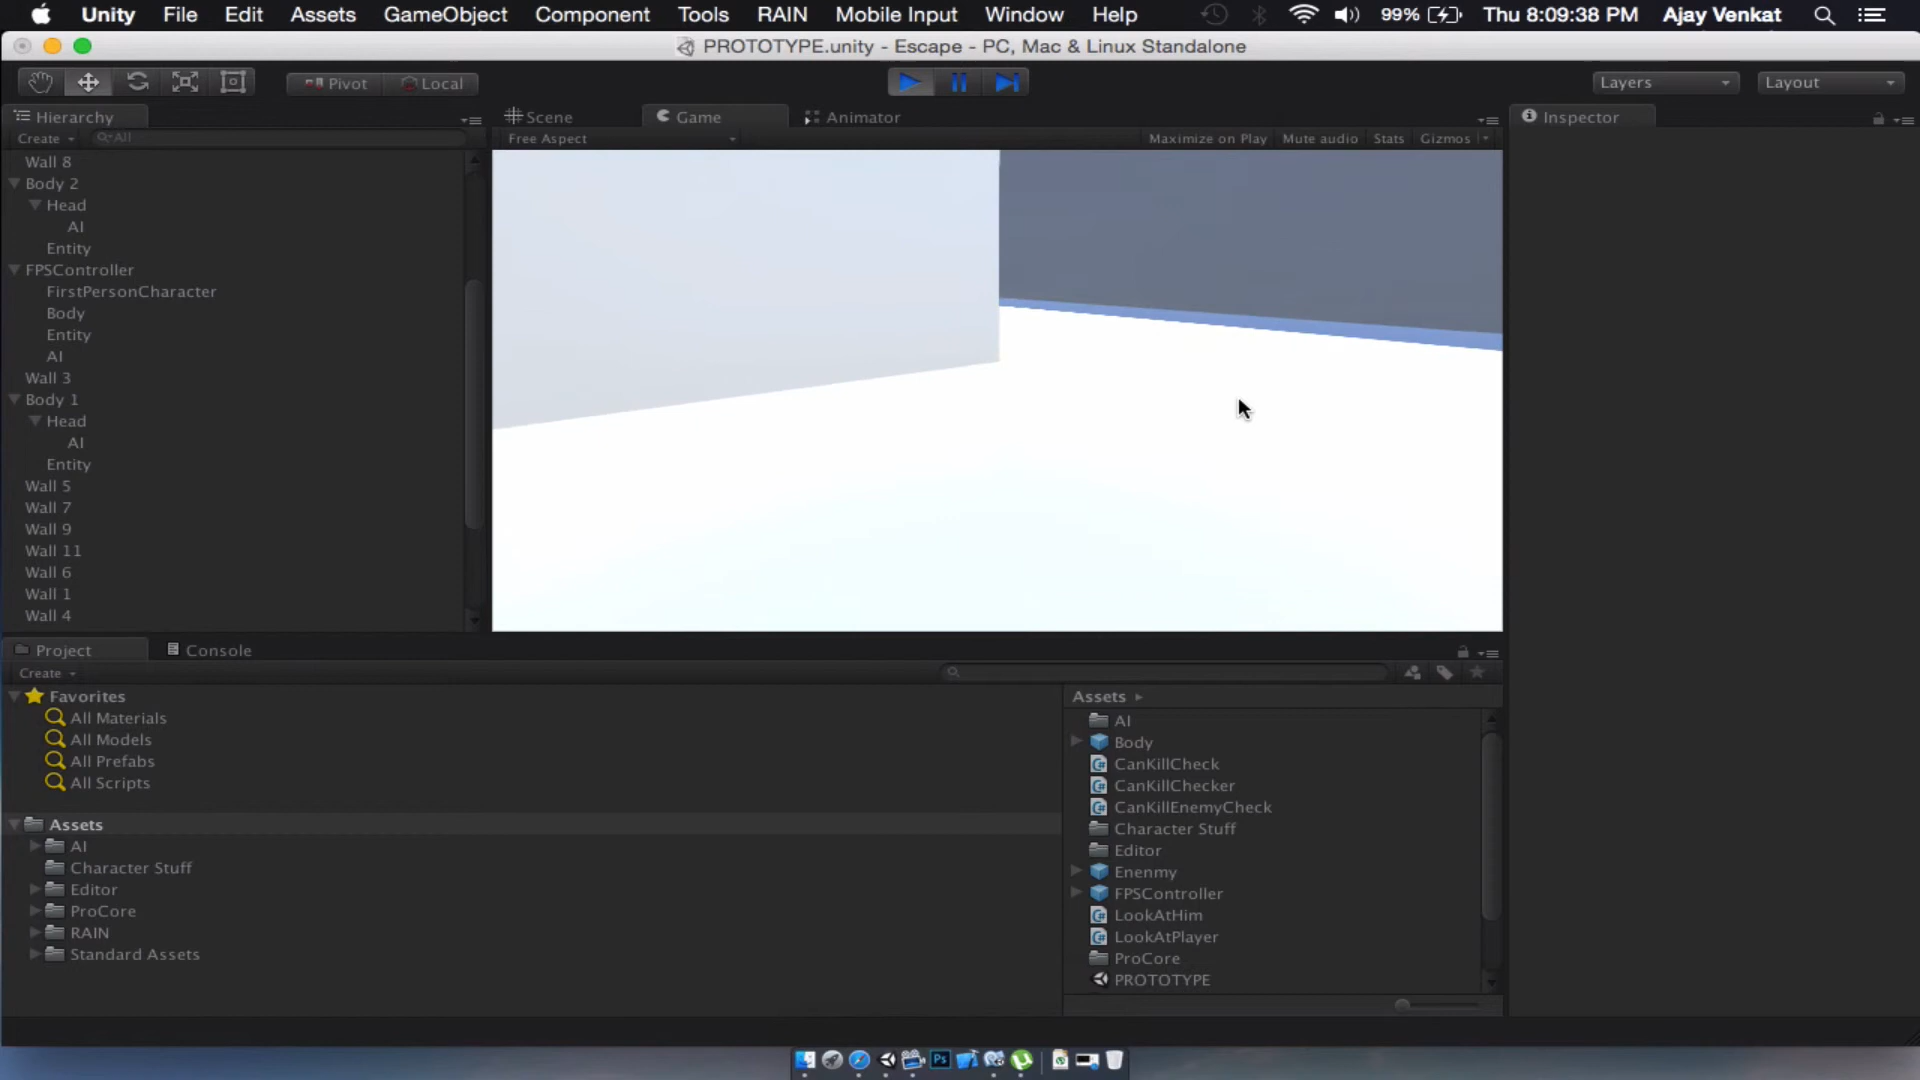 Unity File Edit Assets GameObject Component Tools RAIN Mobile Input Window Help 99% Thu 8:09:38 PM Ajay Venkat
PROTOTYPE.unity - Escape - PC, Mac & Linux Standalone
Pivot Local Layers Layout
Hierarchy Scene Game Animator Inspector
Create All Free Aspect Maximize on Play Mute audio Stats Gizmos
Wall 8
Body 2
Head
AI
Entity
FPSController
FirstPersonCharacter
Body
Entity
AI
Wall 3
Body 1
Head
AI
Entity
Wall 5
Wall 7
Wall 9
Wall 11
Wall 6
Wall 1
Wall 4
Project Console
Create
Favorites
All Materials
All Models
All Prefabs
All Scripts
Assets
AI
Character Stuff
Editor
ProCore
RAIN
Standard Assets
Assets
AI
Body
CanKillCheck
CanKillChecker
CanKillEnemyCheck
Character Stuff
Editor
Enenmy
FPSController
LookAtHim
LookAtPlayer
ProCore
PROTOTYPE
Ps